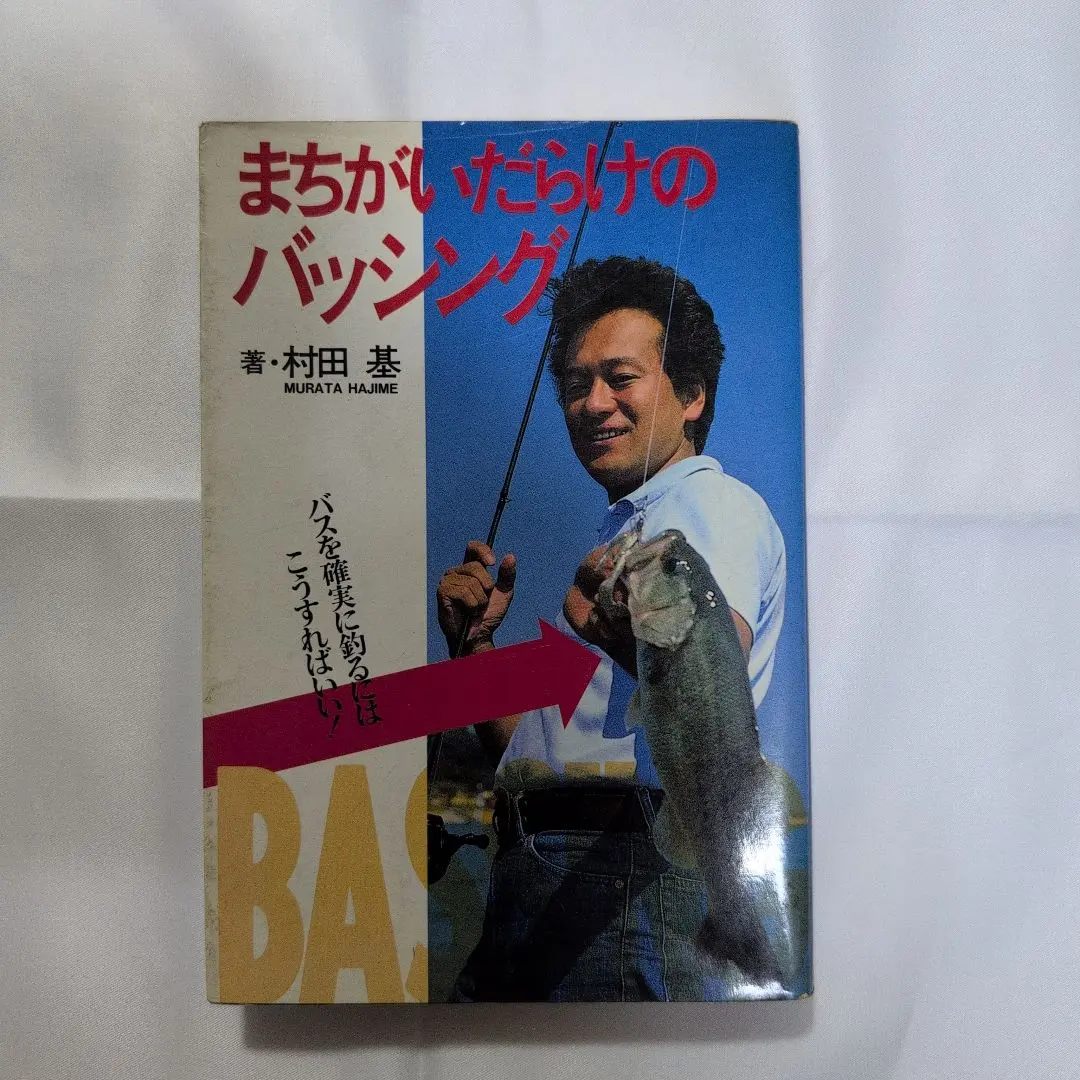 まちがいだらけの
バッシング
著・村田 基
MURATA HAJIME
バスを確実に釣るには
こうすればいい!